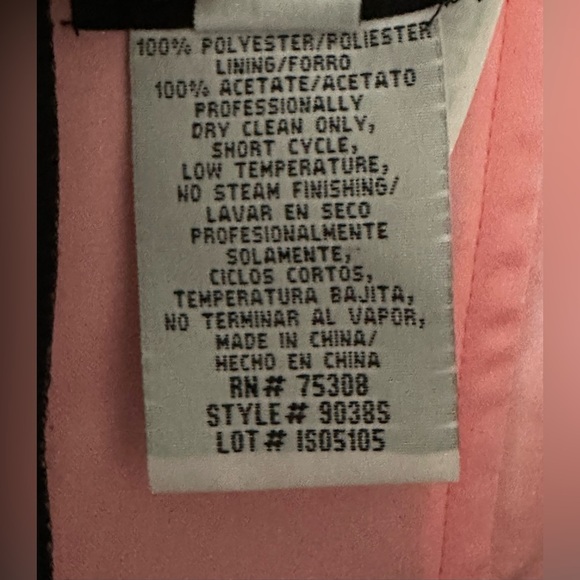 100% POLYESTER/POLIESTER
LINING/FORRO
100% ACETATE/ACETATO
PROFESSIONALLY
DRY CLEAN ONLY,
SHORT CYCLE,
LOW TEMPERATURE,
NO STEAM FINISHING/
LAVAR EN SECO
PROFESIONALMENTE
SOLAMENTE,
CICLOS CORTOS,
TEMPERATURA BAJITA,
NO TERMINAR AL VAPOR,
MADE IN CHINA/
HECHO EN CHINA
RN# 75308
STYLE# 90385
LOT# IS05105